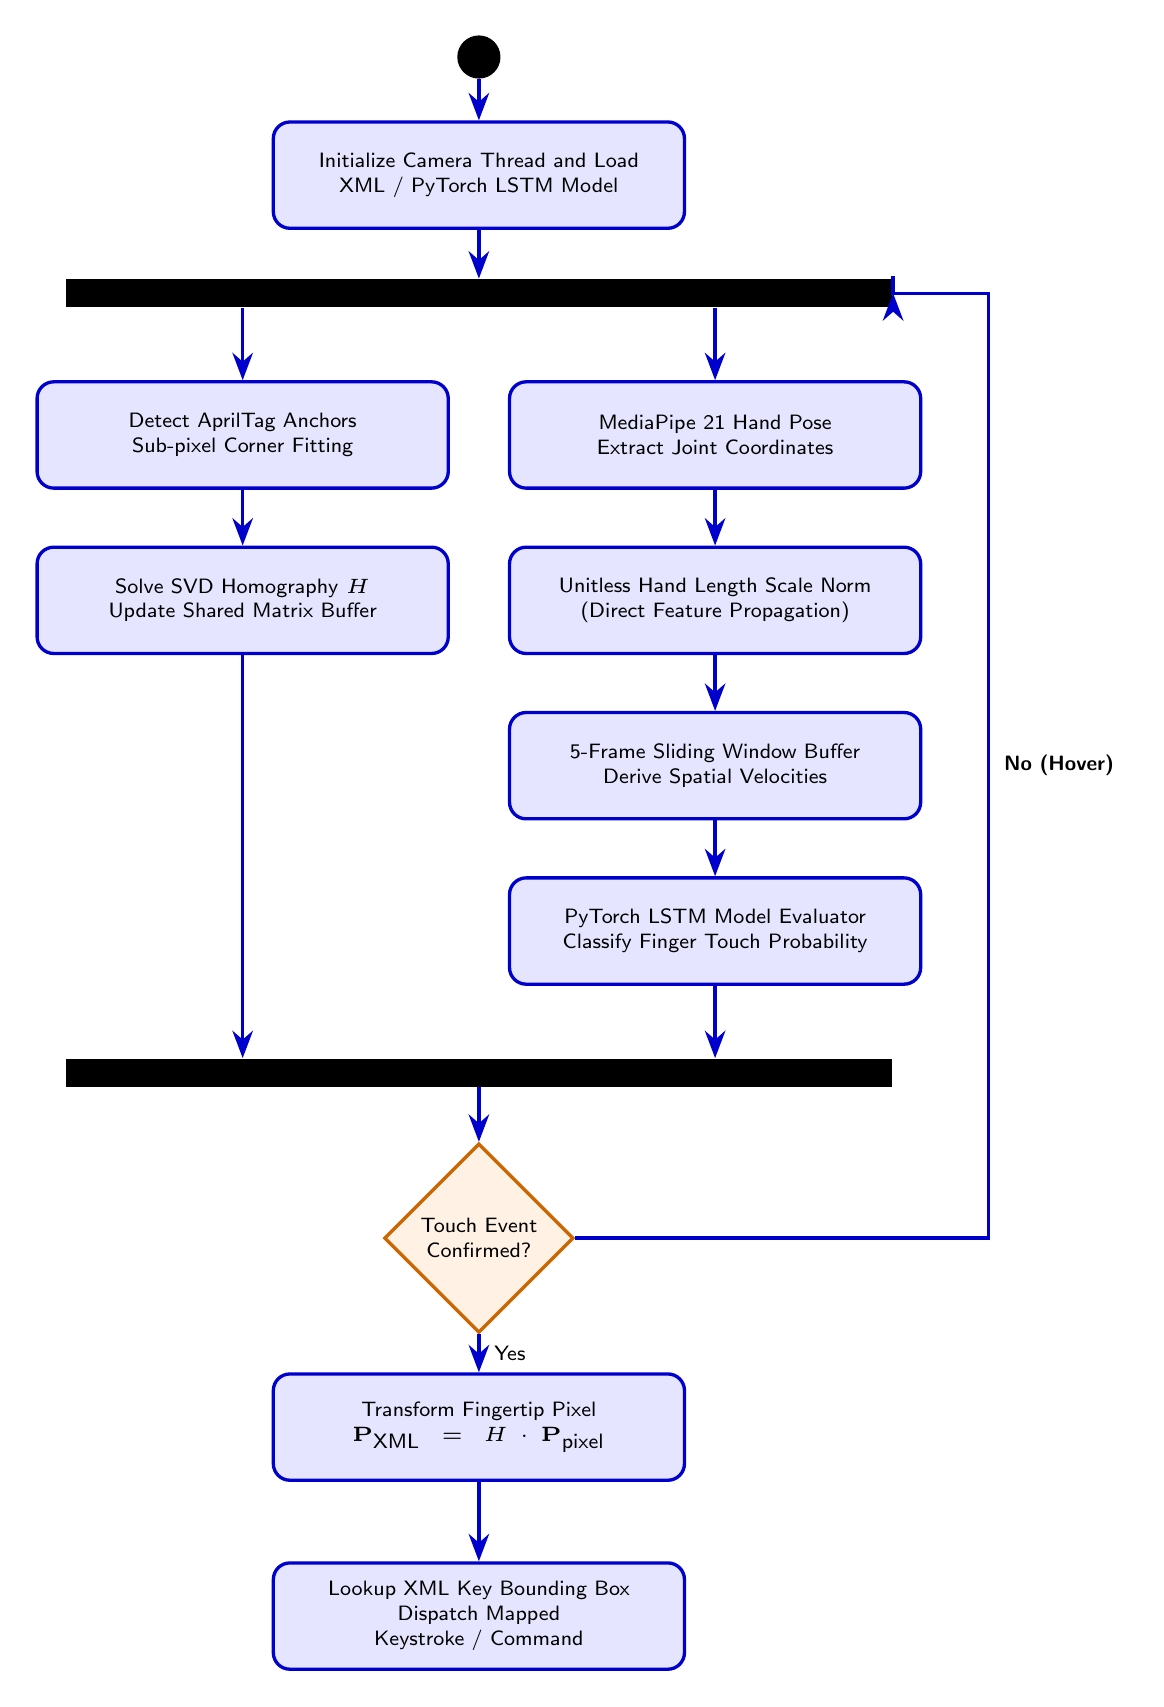 Initialize Camera Thread and Load
XML / PyTorch LSTM Model
Detect AprilTag Anchors
Sub-pixel Corner Fitting
MediaPipe 21 Hand Pose
Extract Joint Coordinates
Solve SVD Homography H
Update Shared Matrix Buffer
Unitless Hand Length Scale Norm
(Direct Feature Propagation)
5-Frame Sliding Window Buffer
Derive Spatial Velocities
No (Hover)
PyTorch LSTM Model Evaluator
Classify Finger Touch Probability
Touch Event
Confirmed?
Yes
Transform Fingertip Pixel
P_XML = H · P_pixel
Lookup XML Key Bounding Box
Dispatch Mapped
Keystroke / Command